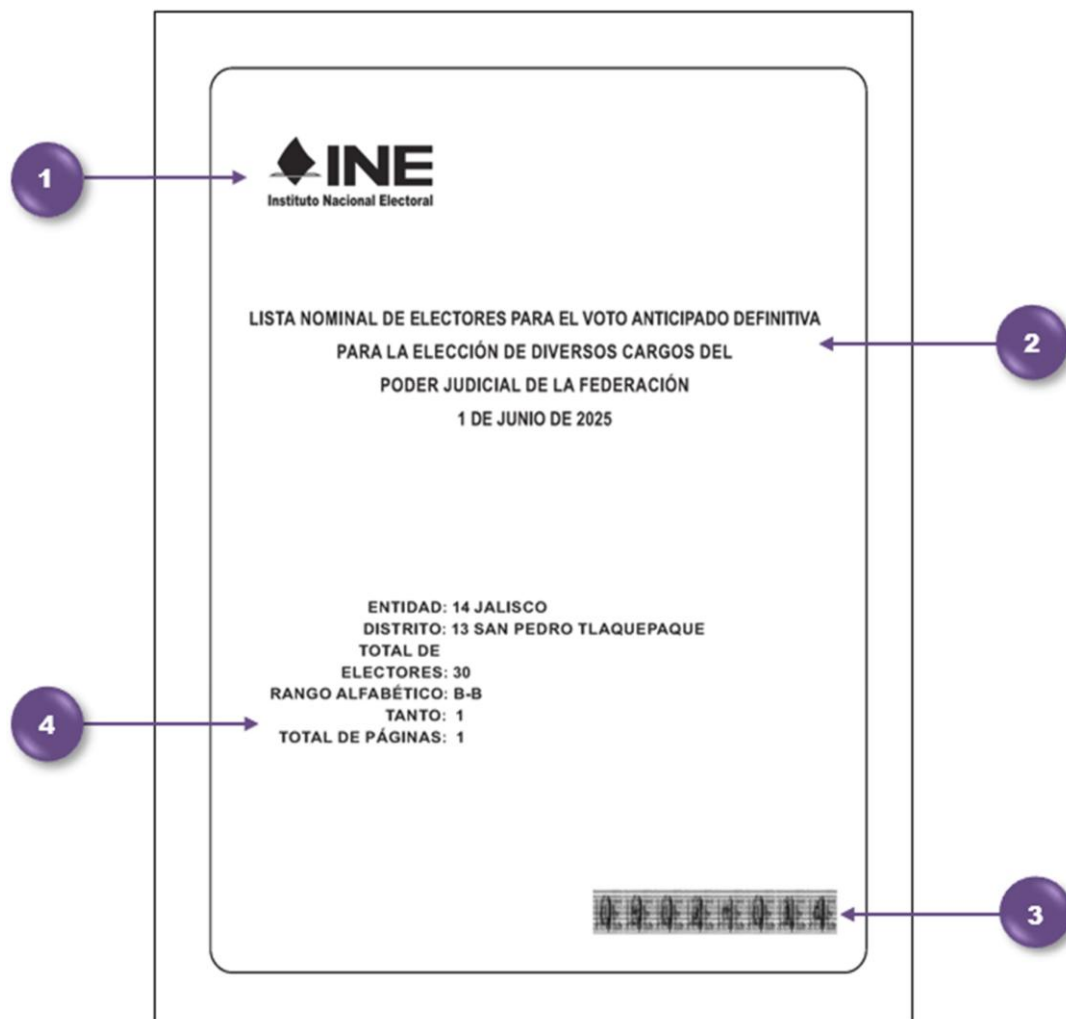 1
INE
Instituto Nacional Electoral
LISTA NOMINAL DE ELECTORES PARA EL VOTO ANTICIPADO DEFINITIVA
2
PARA LA ELECCIÓN DE DIVERSOS CARGOS DEL
PODER JUDICIAL DE LA FEDERACIÓN
1 DE JUNIO DE 2025
ENTIDAD: 14 JALISCO
DISTRITO: 13 SAN PEDRO TLAQUEPAQUE
TOTAL DE
ELECTORES: 30
RANGO ALFABÉTICO: B-B
4
TANTO: 1
TOTAL DE PÁGINAS: 1
3